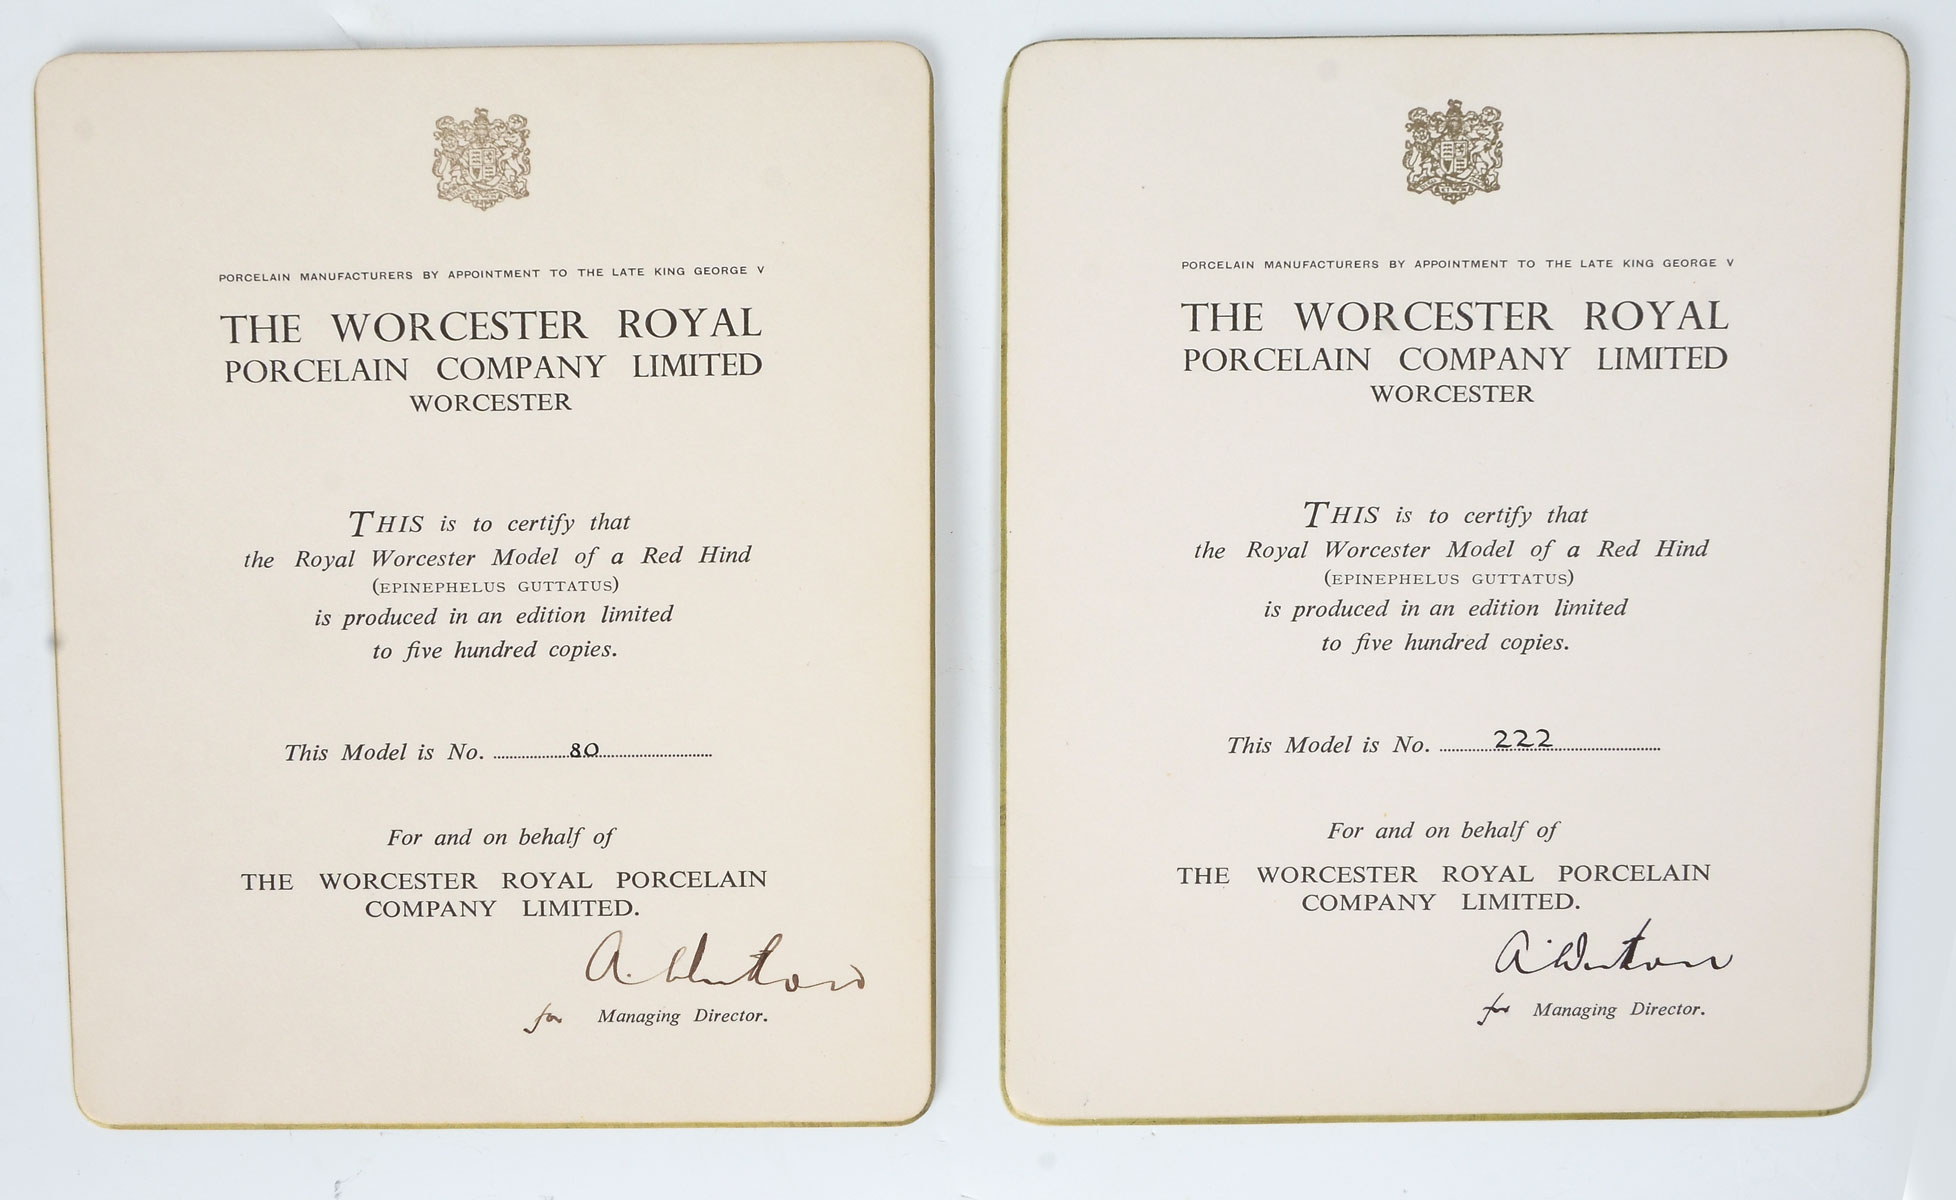 PORCELAIN MANUFACTURERS BY APPOINTMENT TO THE LATE KING GEORGE V
THE WORCESTER ROYAL
PORCELAIN COMPANY LIMITED
WORCESTER
THIS is to certify that
the Royal Worcester Model of a Red Hind
(EPINEPHELUS GUTTATUS)
is produced in an edition limited
to five hundred copies.
This Model is No. 80
For and on behalf of
THE WORCESTER ROYAL PORCELAIN
COMPANY LIMITED.
A.
for Managing Director.
PORCELAIN MANUFACTURERS BY APPOINTMENT TO THE LATE KING GEORGE V
THE WORCESTER ROYAL
PORCELAIN COMPANY LIMITED
WORCESTER
THIS is to certify that
the Royal Worcester Model of a Red Hind
(EPINEPHELUS GUTTATUS)
is produced in an edition limited
to five hundred copies.
This Model is No. 222
For and on behalf of
THE WORCESTER ROYAL PORCELAIN
COMPANY LIMITED.
A.
for Managing Director.